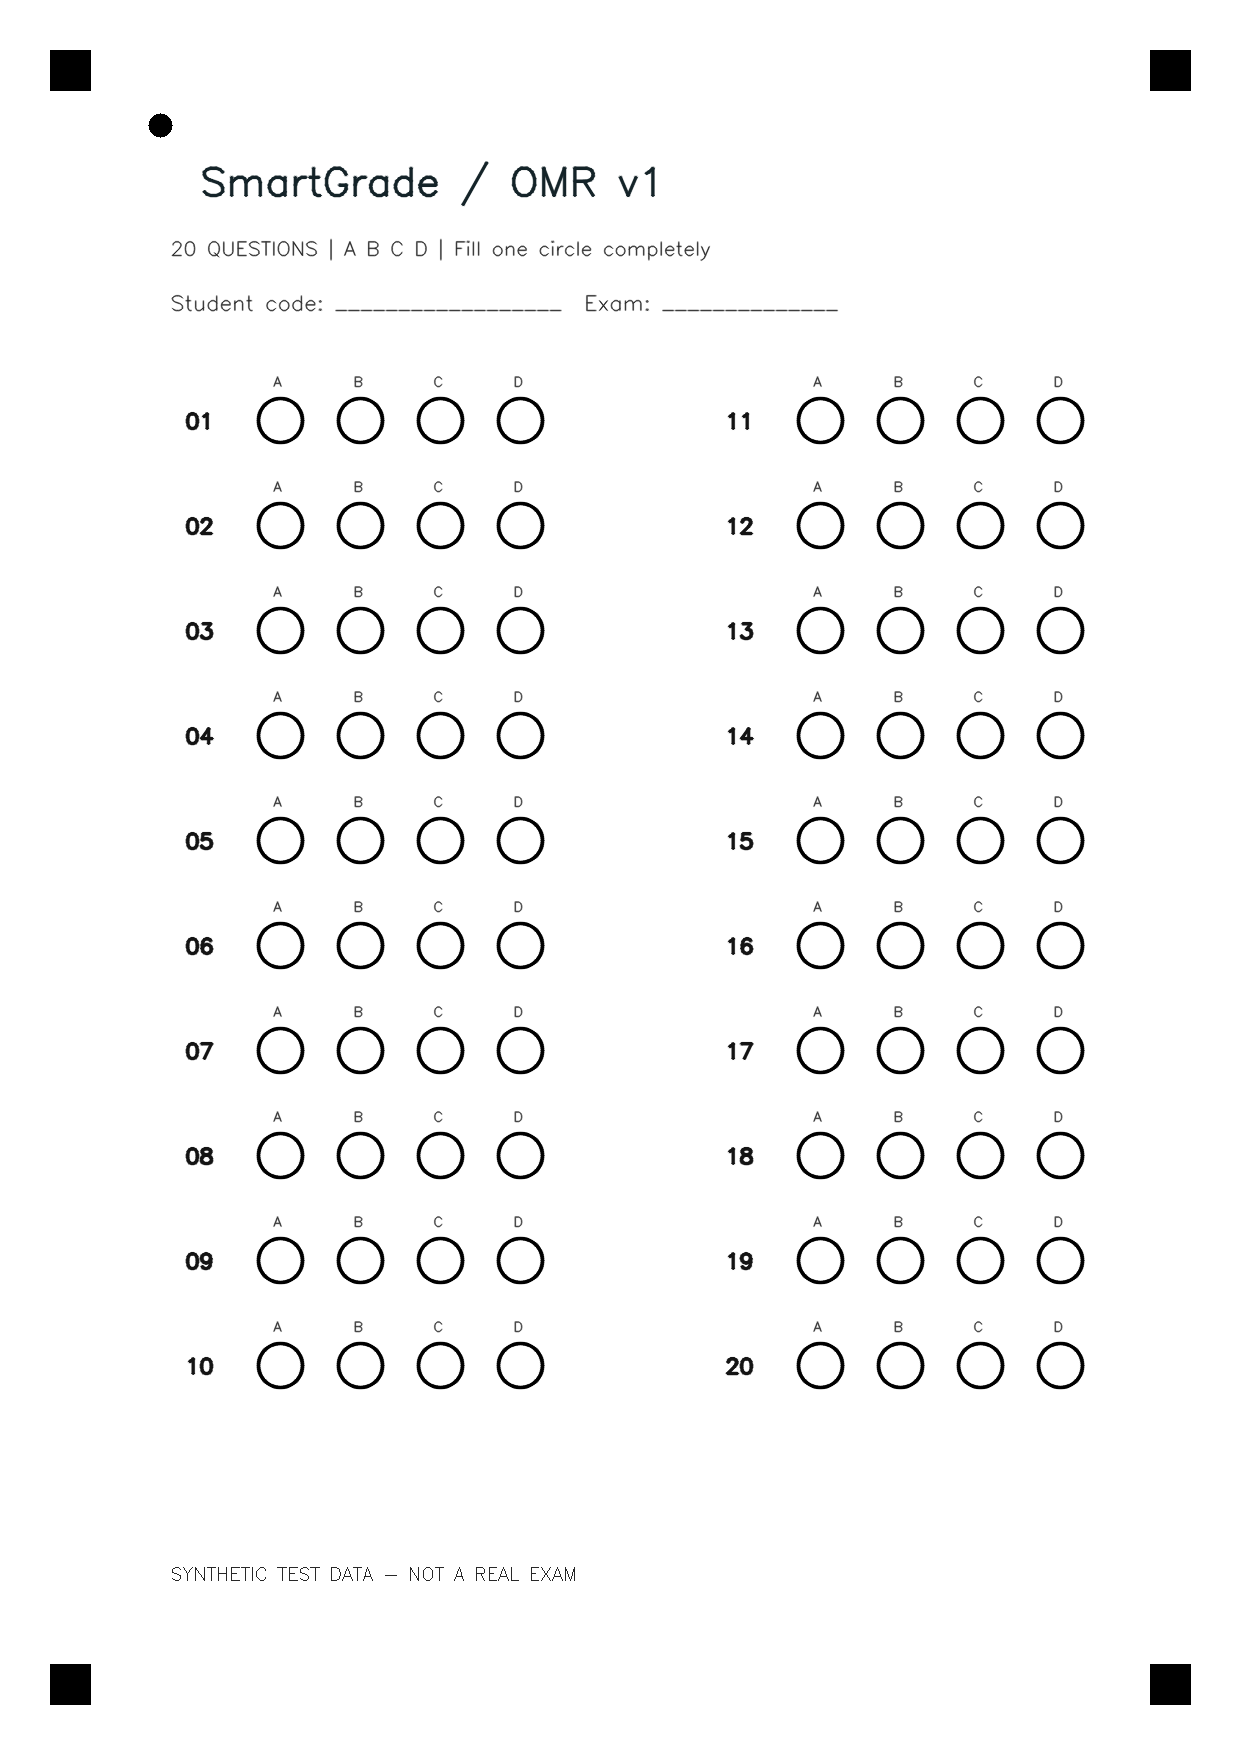 SmartGrade / OMR v1
20 QUESTIONS | A B C D | Fill one circle completely
Student code: __________________ Exam: ______________
A B C D
01
A B C D
02
A B C D
03
A B C D
04
A B C D
05
A B C D
06
A B C D
07
A B C D
08
A B C D
09
A B C D
10
A B C D
11
A B C D
12
A B C D
13
A B C D
14
A B C D
15
A B C D
16
A B C D
17
A B C D
18
A B C D
19
A B C D
20
SYNTHETIC TEST DATA — NOT A REAL EXAM